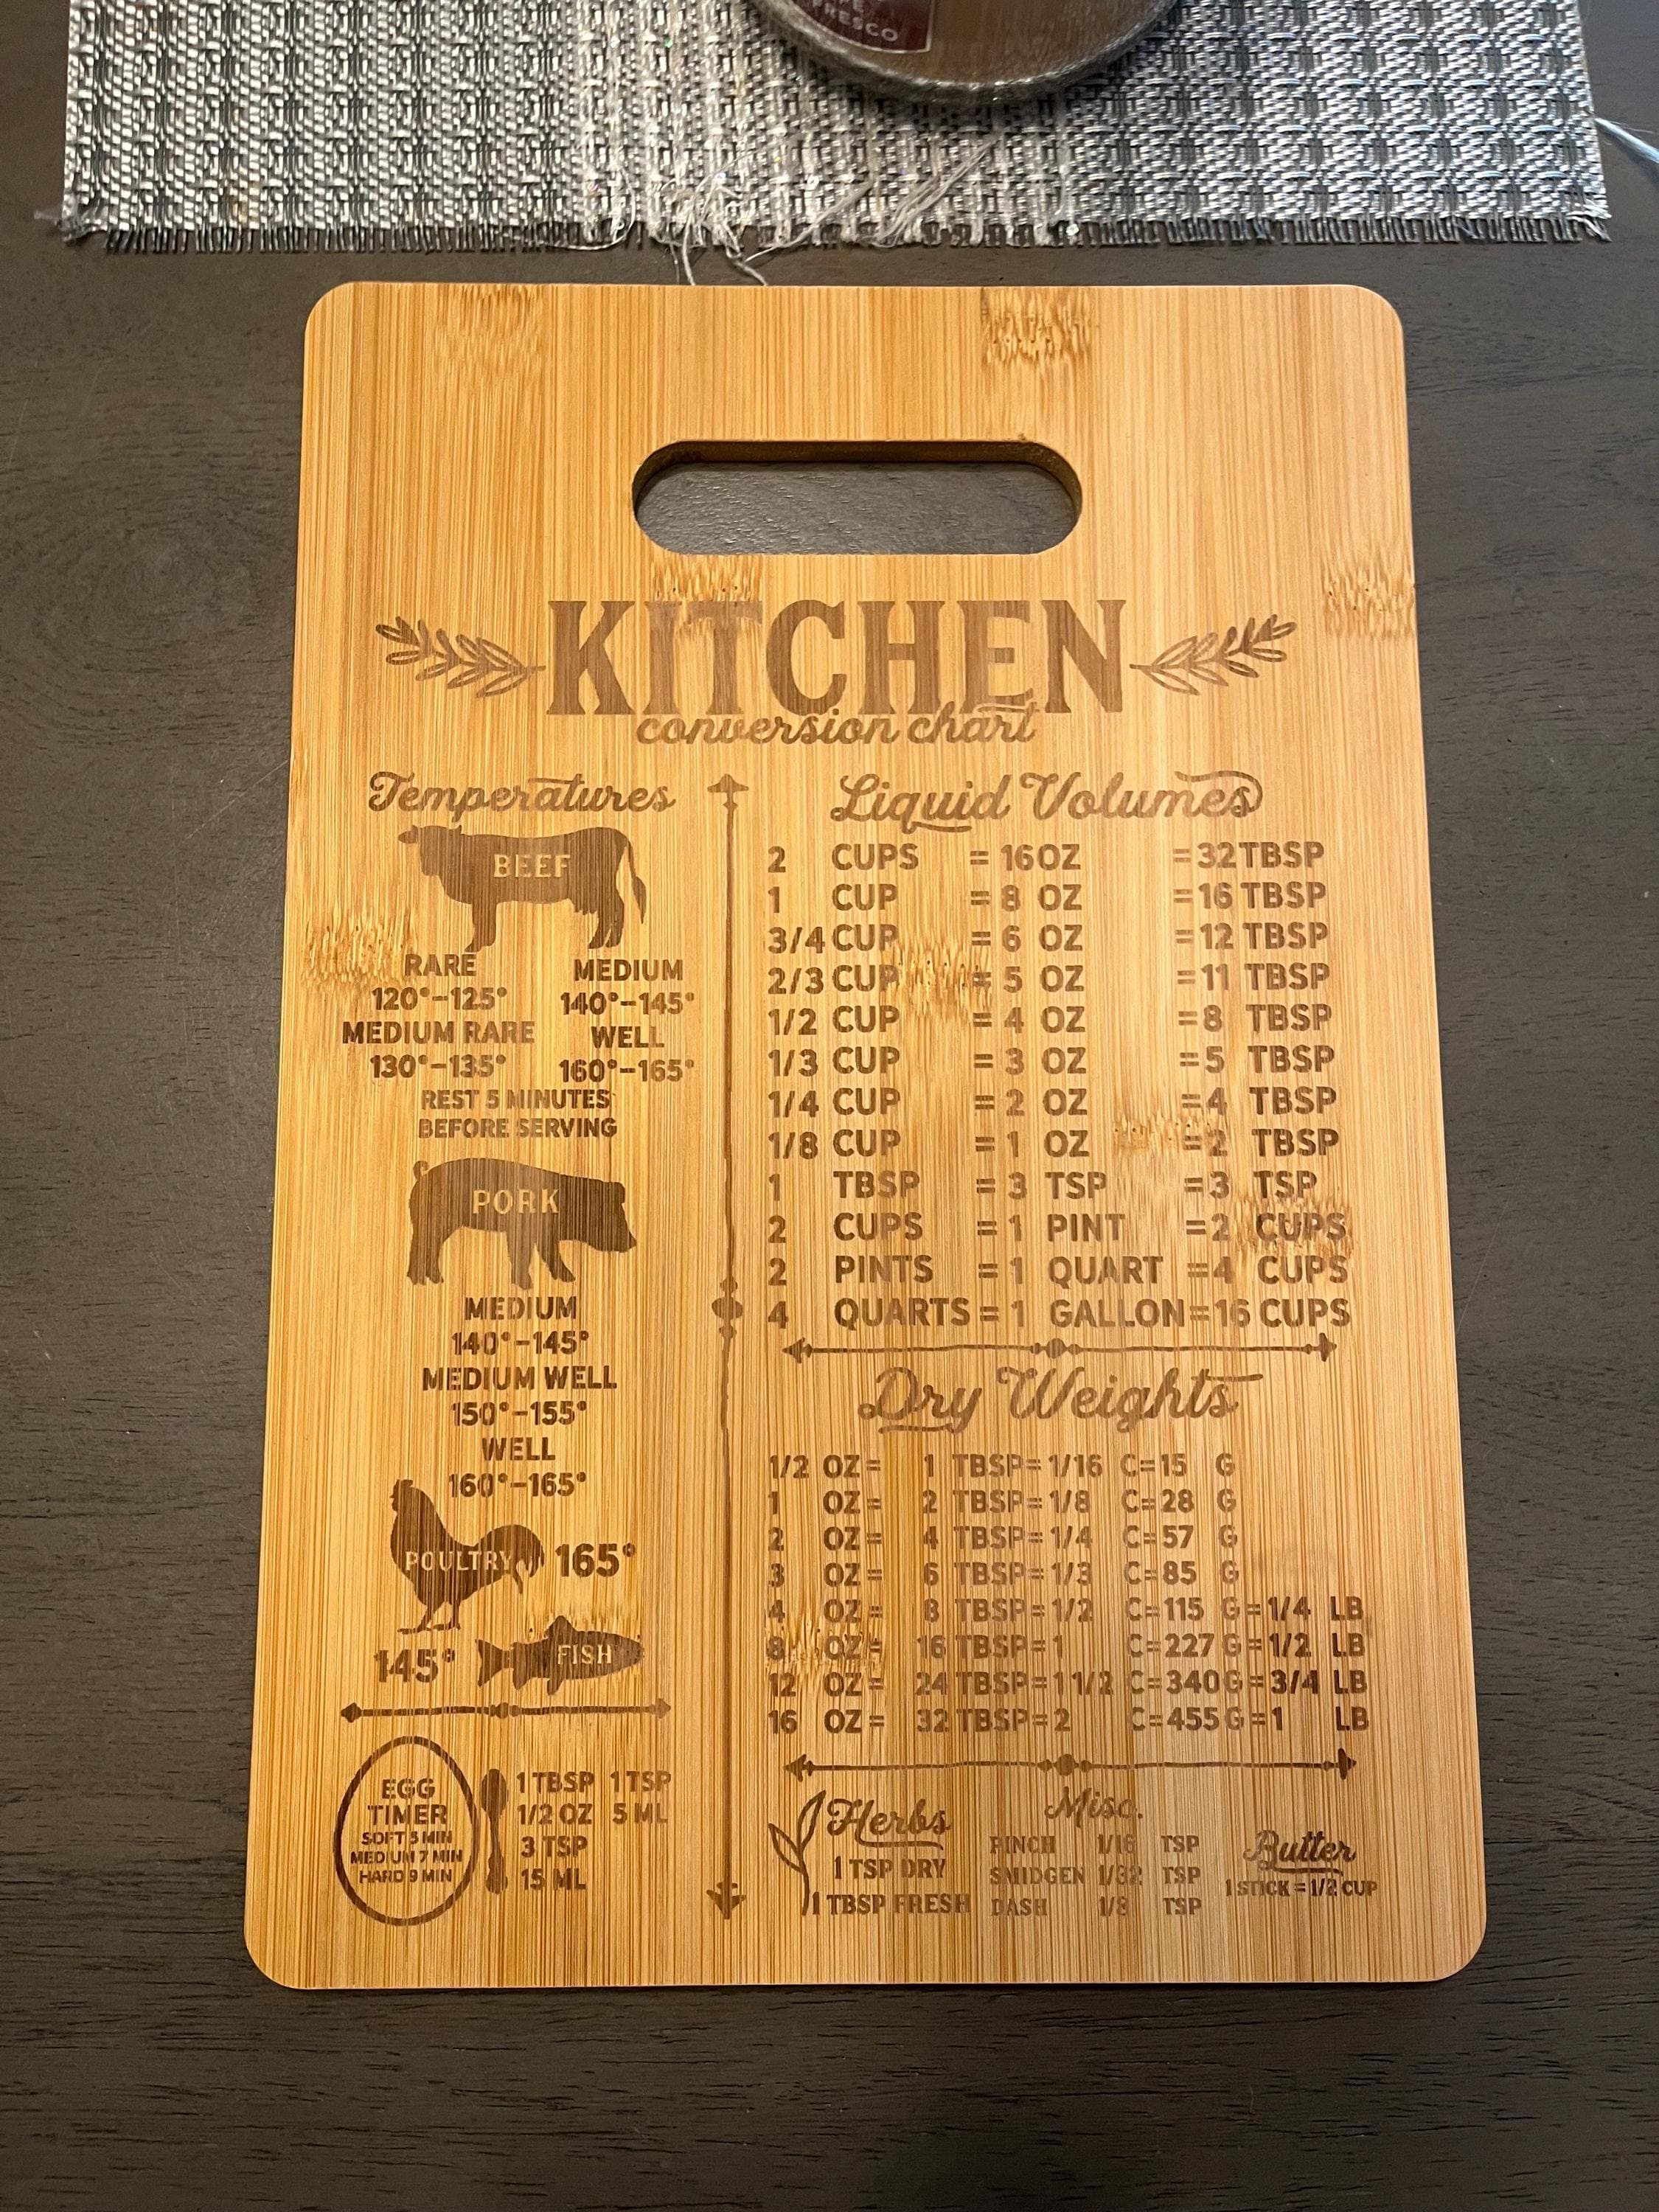 FRESCO
KITCHEN
conversion chart
Temperatures
BEEF
RARE MEDIUM
120°-125° 140°-145°
MEDIUM RARE WELL
130°-135° 160°-165°
REST 5 MINUTES
BEFORE SERVING
PORK
MEDIUM
140°-145°
MEDIUM WELL
150°-155°
WELL
160°-165°
POULTRY 165°
145° FISH
EGG
TIMER
SOFT 5 MIN
MEDIUM 7 MIN
HARD 9 MIN
1 TBSP 1 TSP
1/2 OZ 5 ML
3 TSP
15 ML
Liquid Volumes
2 CUPS = 16 OZ = 32 TBSP
1 CUP = 8 OZ = 16 TBSP
3/4 CUP = 6 OZ = 12 TBSP
2/3 CUP = 5 OZ = 11 TBSP
1/2 CUP = 4 OZ = 8 TBSP
1/3 CUP = 3 OZ = 5 TBSP
1/4 CUP = 2 OZ = 4 TBSP
1/8 CUP = 1 OZ = 2 TBSP
1 TBSP = 3 TSP = 3 TSP
2 CUPS = 1 PINT = 2 CUPS
2 PINTS = 1 QUART = 4 CUPS
4 QUARTS = 1 GALLON = 16 CUPS
Dry Weights
1/2 OZ = 1 TBSP = 1/16 C = 15 G
1 OZ = 2 TBSP = 1/8 C = 28 G
2 OZ = 4 TBSP = 1/4 C = 57 G
3 OZ = 6 TBSP = 1/3 C = 85 G
4 OZ = 8 TBSP = 1/2 C = 115 G = 1/4 LB
8 OZ = 16 TBSP = 1 C = 227 G = 1/2 LB
12 OZ = 24 TBSP = 1 1/2 C = 340 G = 3/4 LB
16 OZ = 32 TBSP = 2 C = 455 G = 1 LB
Herbs
1 TSP DRY
1 TBSP FRESH
Misc.
PINCH 1/16 TSP
SMIDGEN 1/32 TSP
DASH 1/8 TSP
Butter
1 STICK = 1/2 CUP